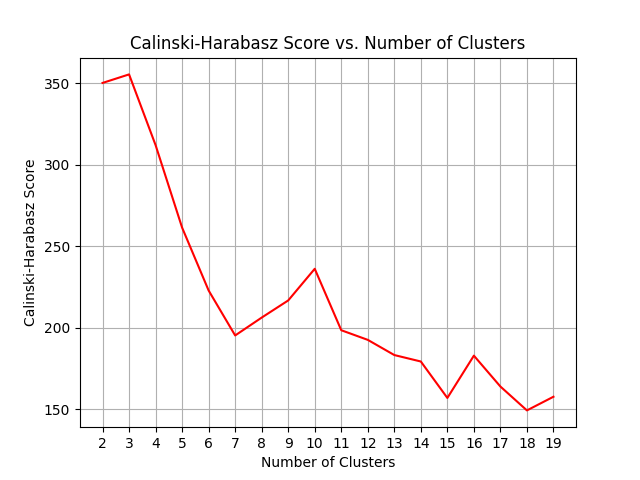 Calinski-Harabasz Score vs. Number of Clusters
Calinski-Harabasz Score
350
300
250
200
150
2 3 4 5 6 7 8 9 10 11 12 13 14 15 16 17 18 19
Number of Clusters